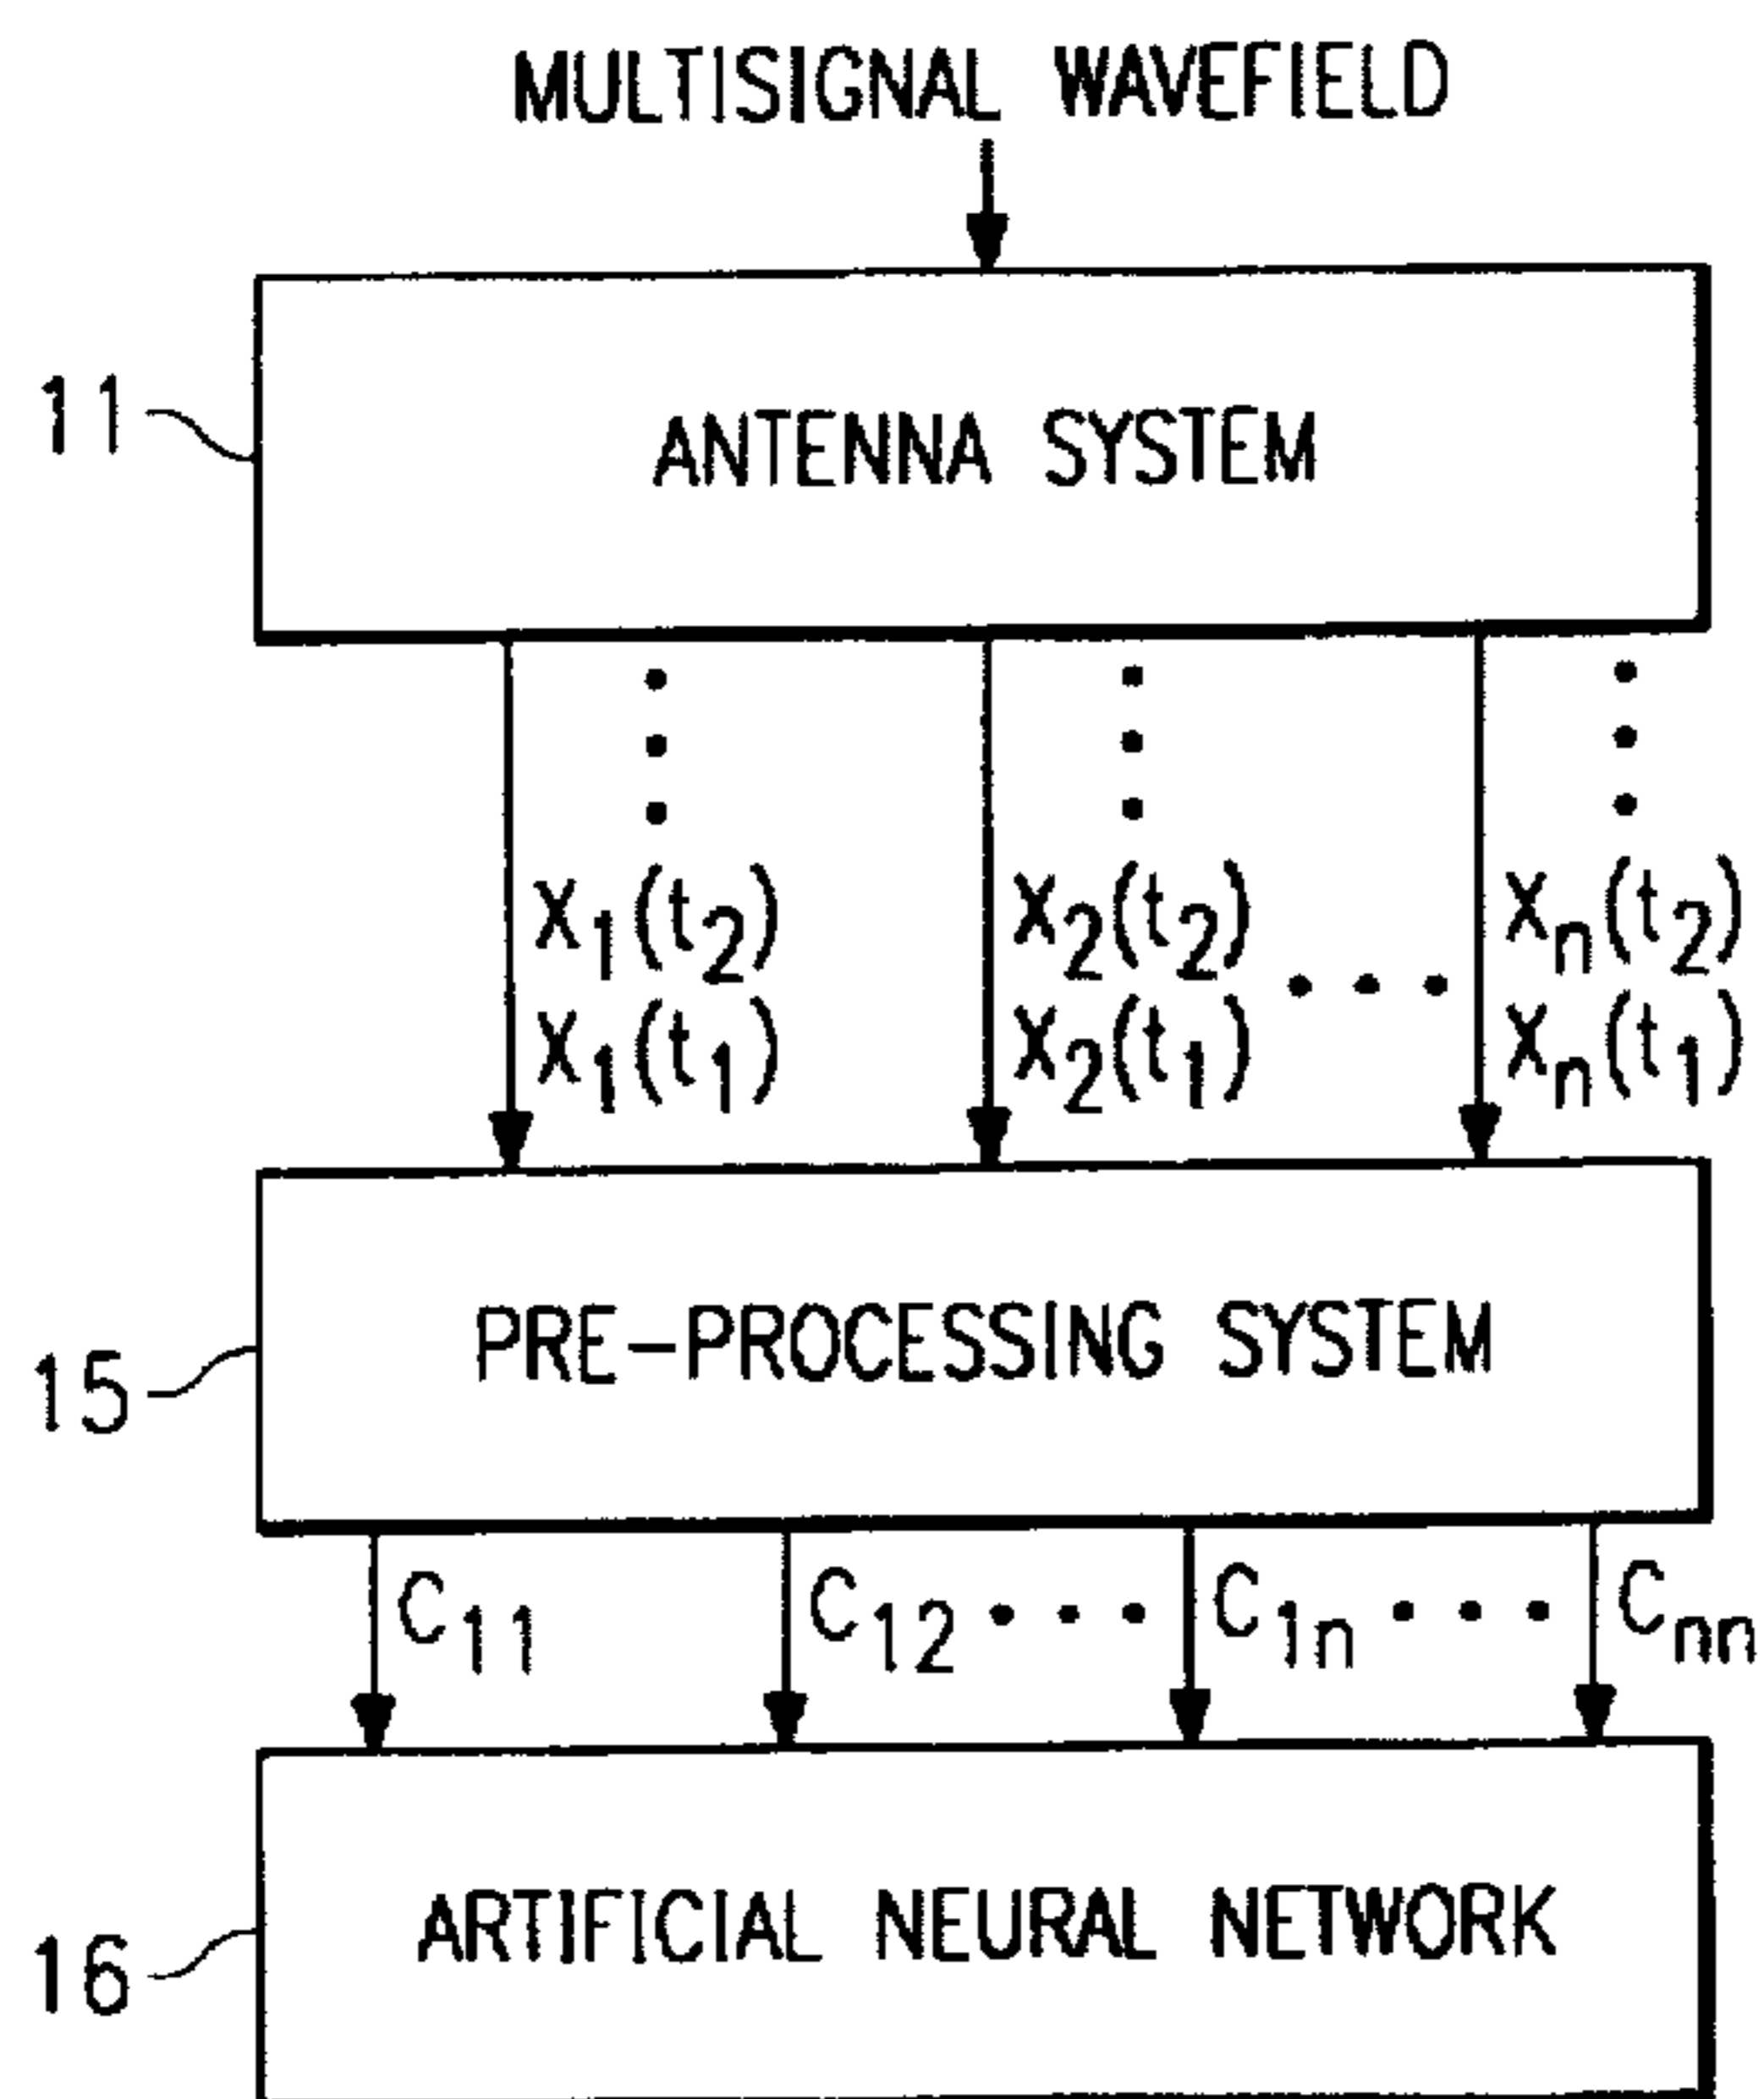 MULTISIGNAL WAVEFIELD
11
ANTENNA SYSTEM
X₁(t₂) X₂(t₂) Xₙ(t₂)
• • •
X₁(t₁) X₂(t₁) Xₙ(t₁)
15
PRE-PROCESSING SYSTEM
C₁₁ C₁₂ • • • C₁ₙ • • • Cₙₙ
16
ARTIFICIAL NEURAL NETWORK